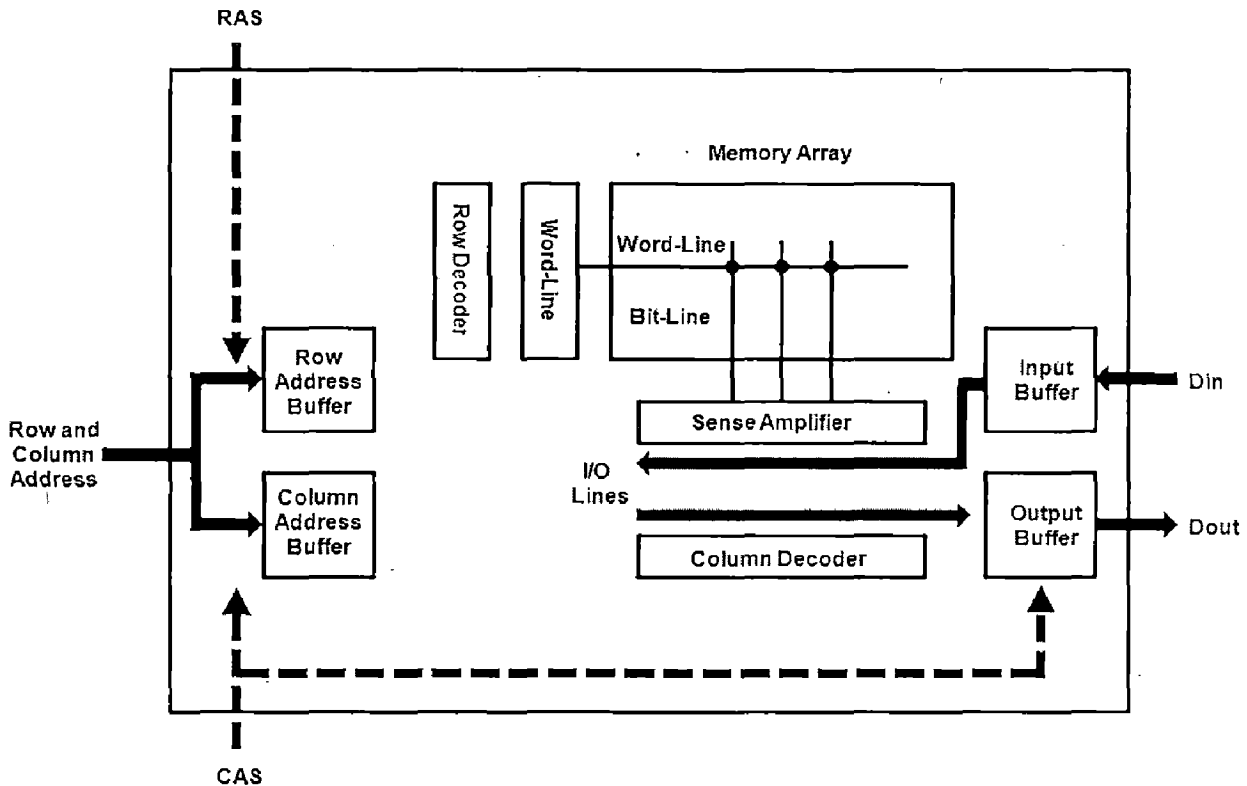 RAS
Memory Array
Row Decoder
Word-Line
Word-Line
Bit-Line
Row
Address
Buffer
Input
Buffer
Din
Row and
Column
Address
Sense Amplifier
I/O
Lines
Column
Address
Buffer
Output
Buffer
Dout
Column Decoder
CAS